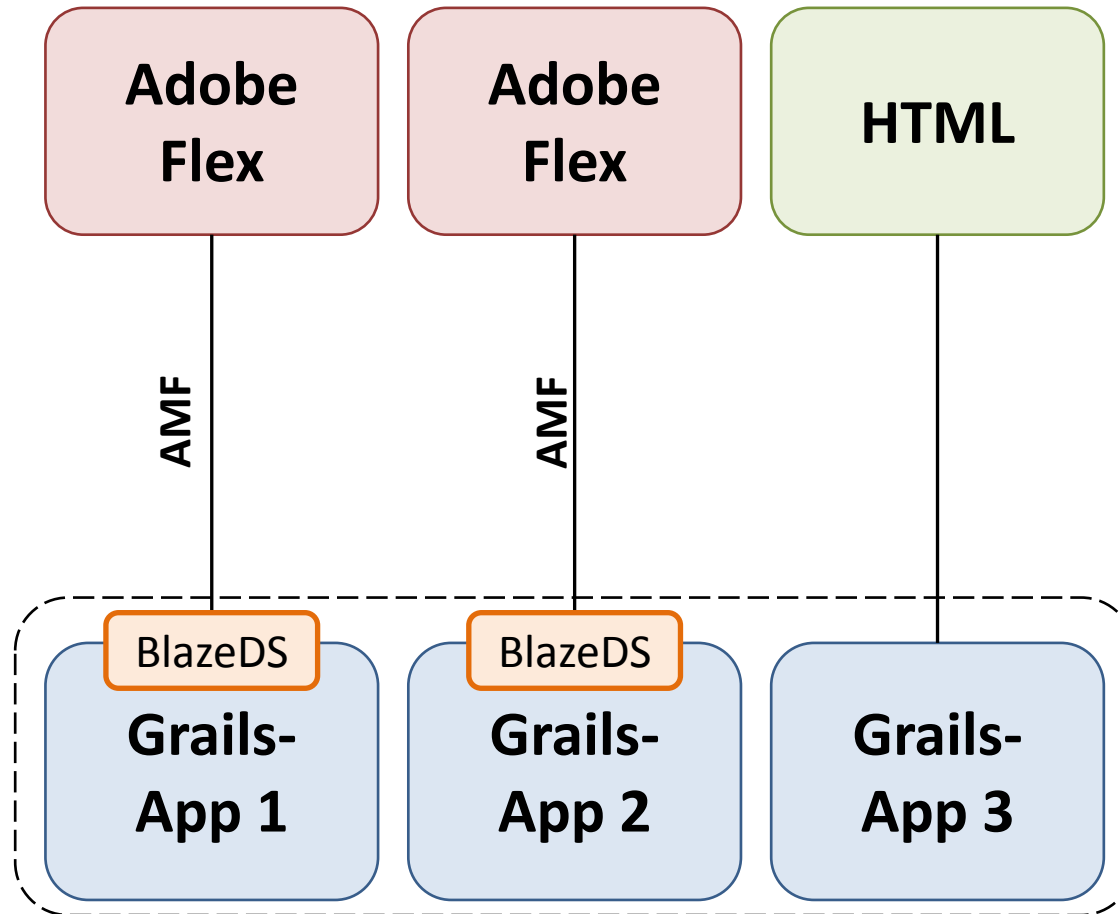 Adobe
Flex
Adobe
Flex
HTML
AMF
AMF
BlazeDS
Grails-
App 1
BlazeDS
Grails-
App 2
Grails-
App 3